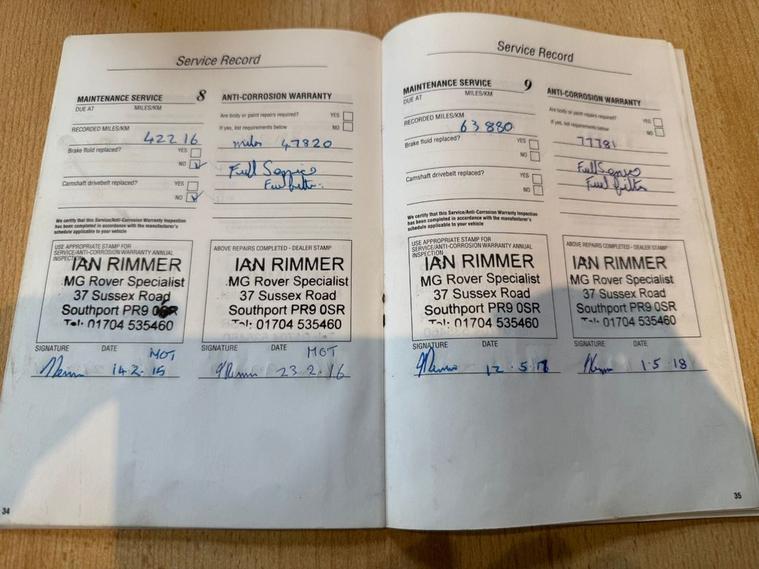 Service Record
MAINTENANCE SERVICE 8
DUE AT MILES/KM
RECORDED MILES/KM
42216
Brake fluid replaced? YES
NO
Camshaft drivebelt replaced? YES
NO
We certify that this Service/Anti-Corrosion Warranty Inspection
has been completed in accordance with the manufacturer's
schedule applicable to your vehicle
USE APPROPRIATE STAMP FOR
SERVICE/ANTI-CORROSION WARRANTY ANNUAL
INSPECTION
IAN RIMMER
MG Rover Specialist
37 Sussex Road
Southport PR9 0SR
Tel: 01704 535460
SIGNATURE DATE MOT
14.2.15
ANTI-CORROSION WARRANTY
Are body or paint repairs required? YES
If yes, list requirements below NO
miles 47820
Full Service
Fuel filter
ABOVE REPAIRS COMPLETED - DEALER STAMP
IAN RIMMER
MG Rover Specialist
37 Sussex Road
Southport PR9 0SR
Tel: 01704 535460
SIGNATURE DATE MOT
23.2.16
34
Service Record
MAINTENANCE SERVICE 9
DUE AT MILES/KM
RECORDED MILES/KM
63880
Brake fluid replaced? YES
NO
Camshaft drivebelt replaced? YES
NO
We certify that this Service/Anti-Corrosion Warranty Inspection
has been completed in accordance with the manufacturer's
schedule applicable to your vehicle
USE APPROPRIATE STAMP FOR
SERVICE/ANTI-CORROSION WARRANTY ANNUAL
INSPECTION
IAN RIMMER
MG Rover Specialist
37 Sussex Road
Southport PR9 0SR
Tel: 01704 535460
SIGNATURE DATE
12.5.17
ANTI-CORROSION WARRANTY
Are body or paint repairs required? YES
If yes, list requirements below NO
77781
Full Service
Fuel filter
ABOVE REPAIRS COMPLETED - DEALER STAMP
IAN RIMMER
MG Rover Specialist
37 Sussex Road
Southport PR9 0SR
Tel: 01704 535460
SIGNATURE DATE
1.5.18
35